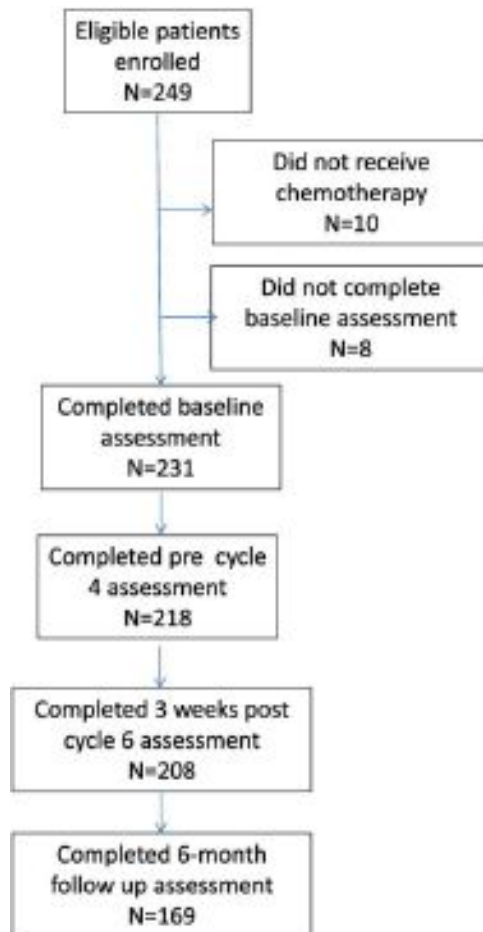 Eligible patients
enrolled
N=249
Did not receive
chemotherapy
N=10
Did not complete
baseline assessment
N=8
Completed baseline
assessment
N=231
Completed pre cycle
4 assessment
N=218
Completed 3 weeks post
cycle 6 assessment
N=208
Completed 6-month
follow up assessment
N=169